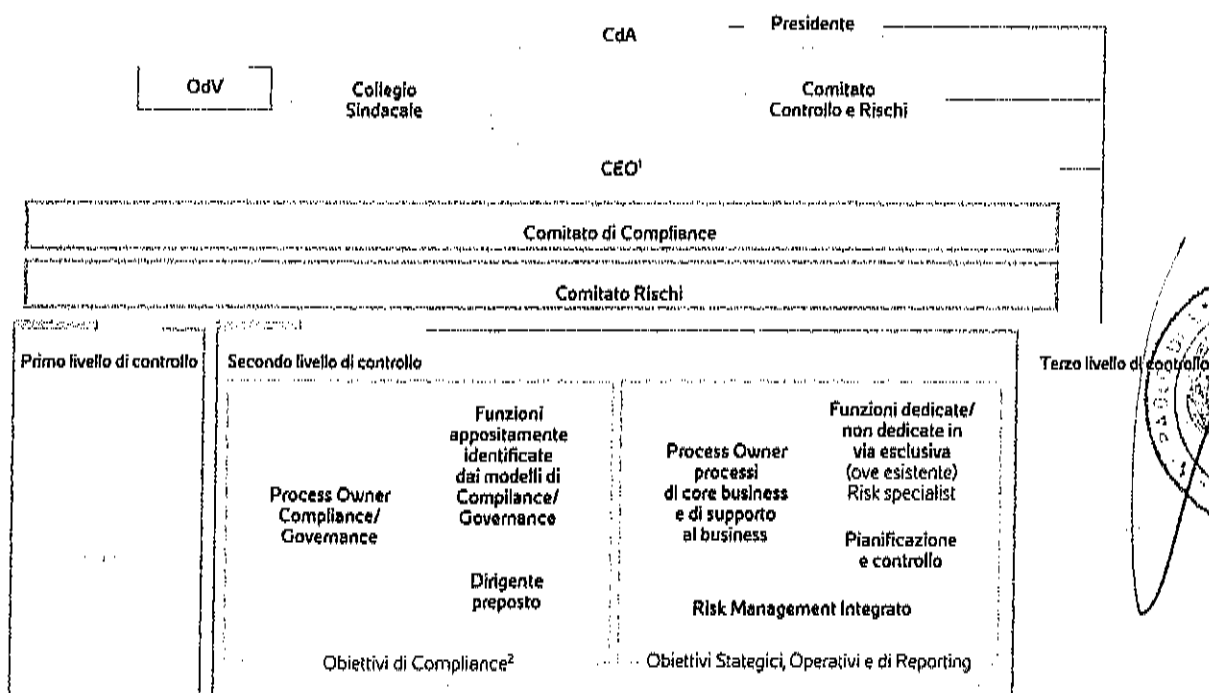 CdA
Presidente
OdV
Collegio
Sindacale
Comitato
Controllo e Rischi
CEO¹
Comitato di Compliance
Comitato Rischi
Primo livello di controllo
Secondo livello di controllo
Process Owner
Compliance/
Governance
Funzioni
appositamente
identificate
dai modelli di
Compliance/
Governance
Dirigente
preposto
Obiettivi di Compliance²
Process Owner
processi
di core business
e di supporto
al business
Funzioni dedicate/
non dedicate in
via esclusiva
(ove esistente)
Risk specialist
Pianificazione
e controllo
Risk Management Integrato
Obiettivi Stategici, Operativi e di Reporting
Terzo livello di controllo